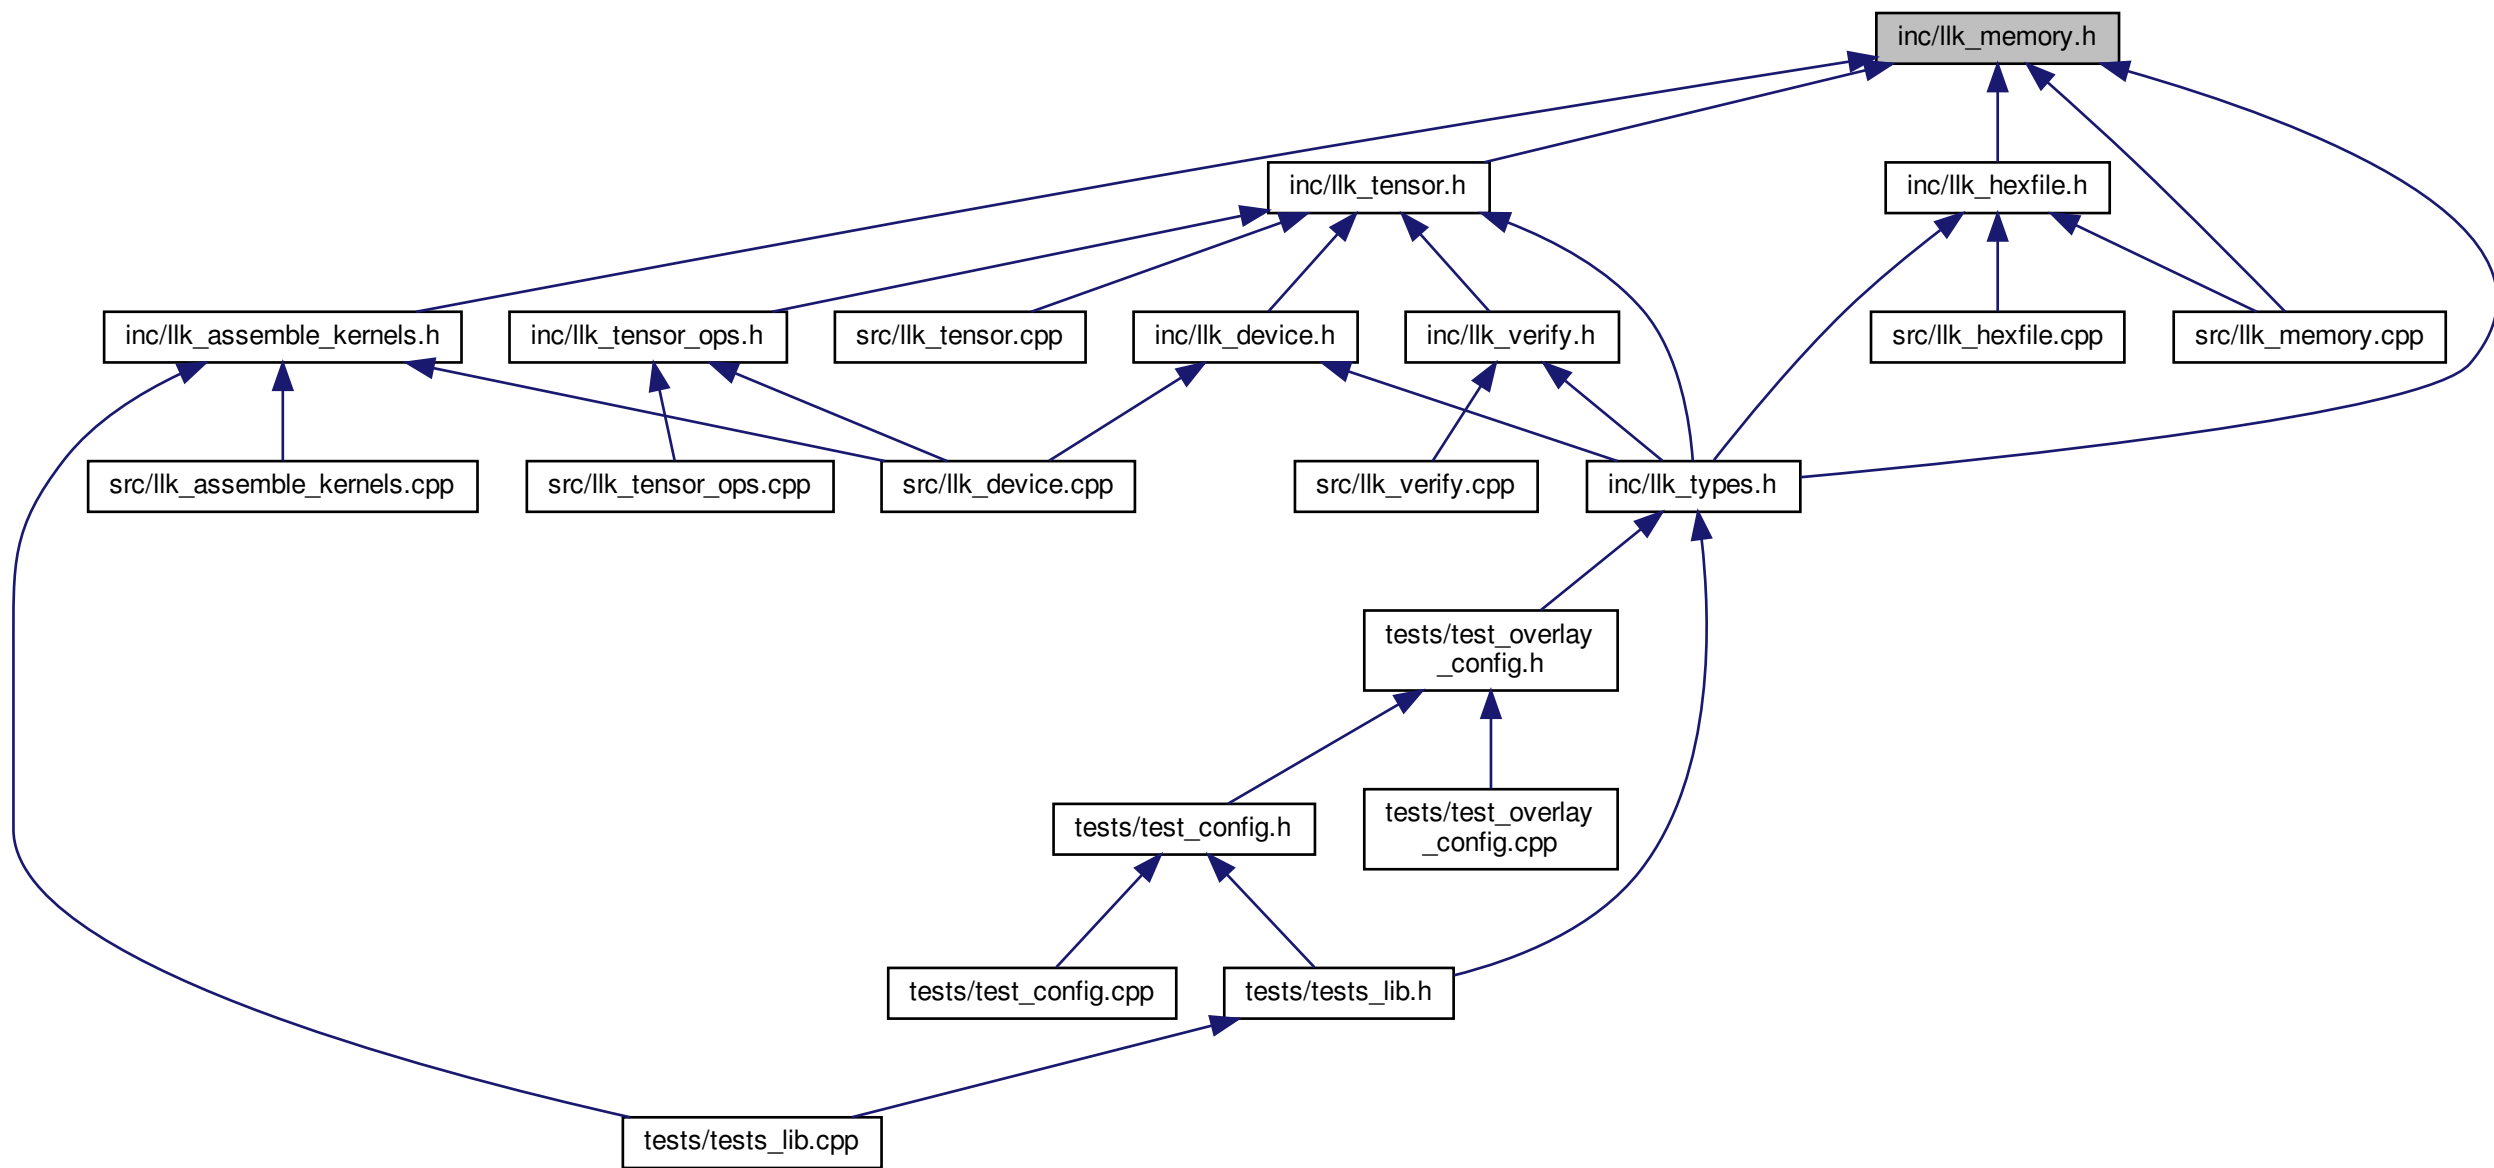 inc/llk_memory.h
inc/llk_tensor.h
inc/llk_hexfile.h
inc/llk_assemble_kernels.h
inc/llk_tensor_ops.h
src/llk_tensor.cpp
inc/llk_device.h
inc/llk_verify.h
src/llk_hexfile.cpp
src/llk_memory.cpp
src/llk_assemble_kernels.cpp
src/llk_tensor_ops.cpp
src/llk_device.cpp
src/llk_verify.cpp
inc/llk_types.h
tests/test_overlay
_config.h
tests/test_config.h
tests/test_overlay
_config.cpp
tests/test_config.cpp
tests/tests_lib.h
tests/tests_lib.cpp